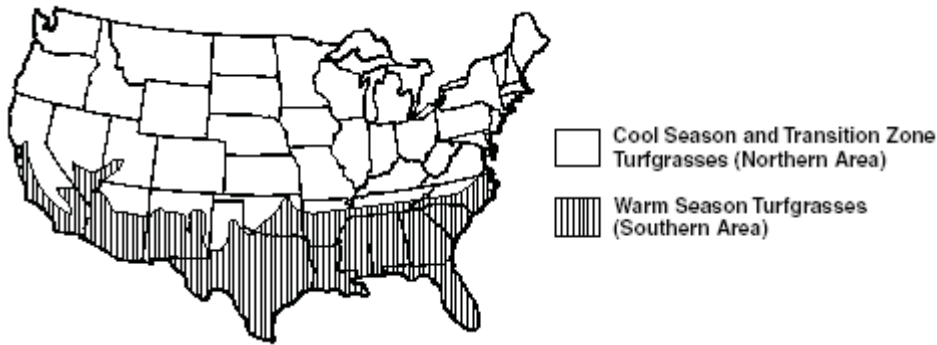 Cool Season and Transition Zone
Turfgrasses (Northern Area)
Warm Season Turfgrasses
(Southern Area)